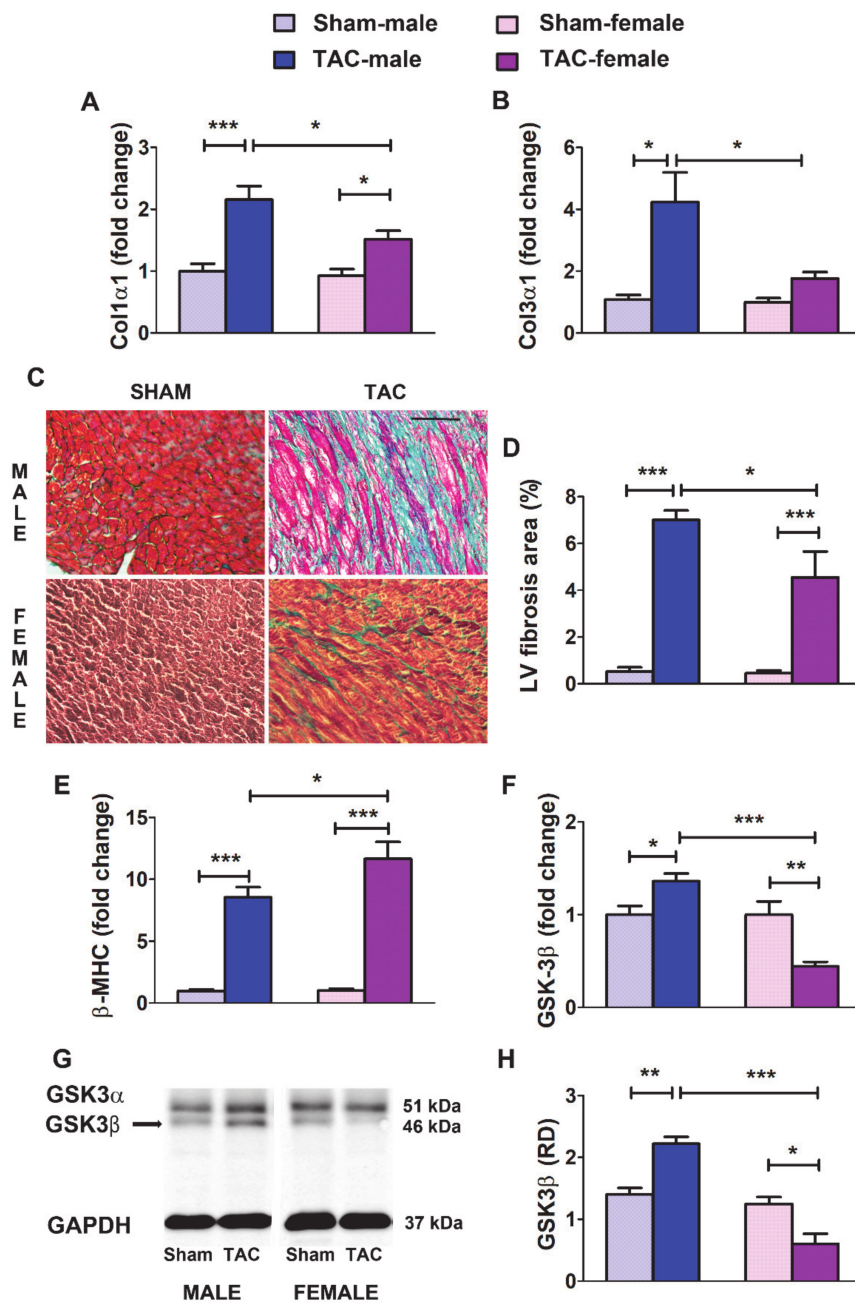 Sham-male Sham-female
TAC-male TAC-female
A
Col1α1 (fold change)
3
2
1
0
***
*
*
B
Col3α1 (fold change)
6
4
2
0
*
*
C
SHAM TAC
MALE
FEMALE
D
LV fibrosis area (%)
8
6
4
2
0
***
*
***
E
β-MHC (fold change)
15
10
5
0
***
*
***
F
GSK-3β (fold change)
2
1
0
*
***
**
G
GSK3α 51 kDa
GSK3β 46 kDa
GAPDH 37 kDa
Sham TAC Sham TAC
MALE FEMALE
H
GSK3β (RD)
3
2
1
0
**
***
*